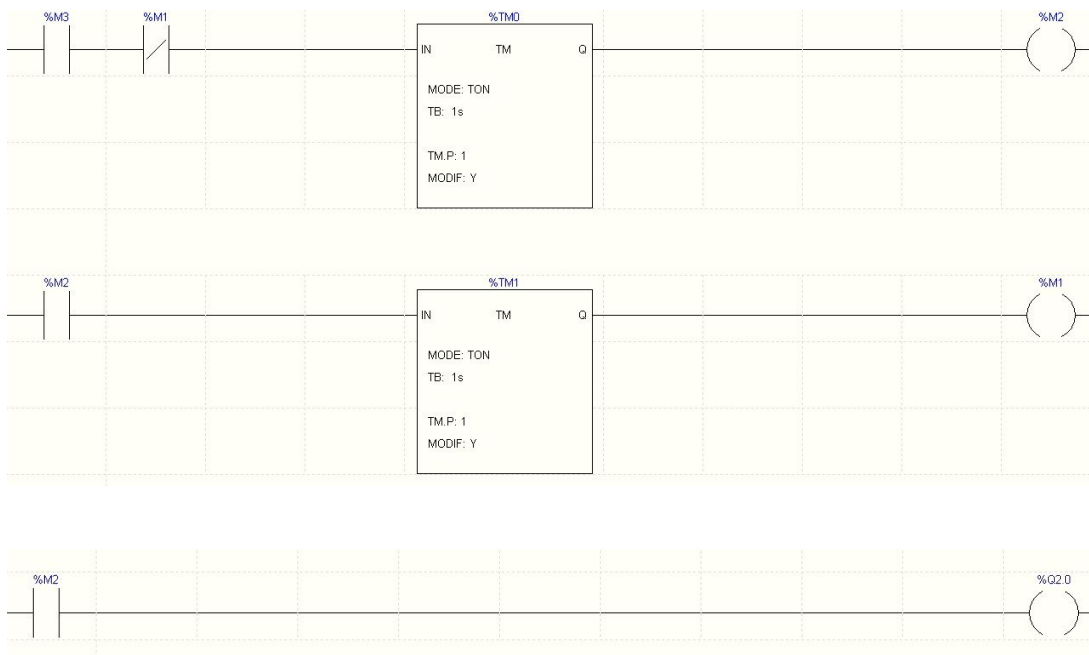 %M3 %M1 %TM0 %M2
IN TM Q
MODE: TON
TB: 1s
TM.P: 1
MODIF: Y
%M2 %TM1 %M1
IN TM Q
MODE: TON
TB: 1s
TM.P: 1
MODIF: Y
%M2 %Q2.0